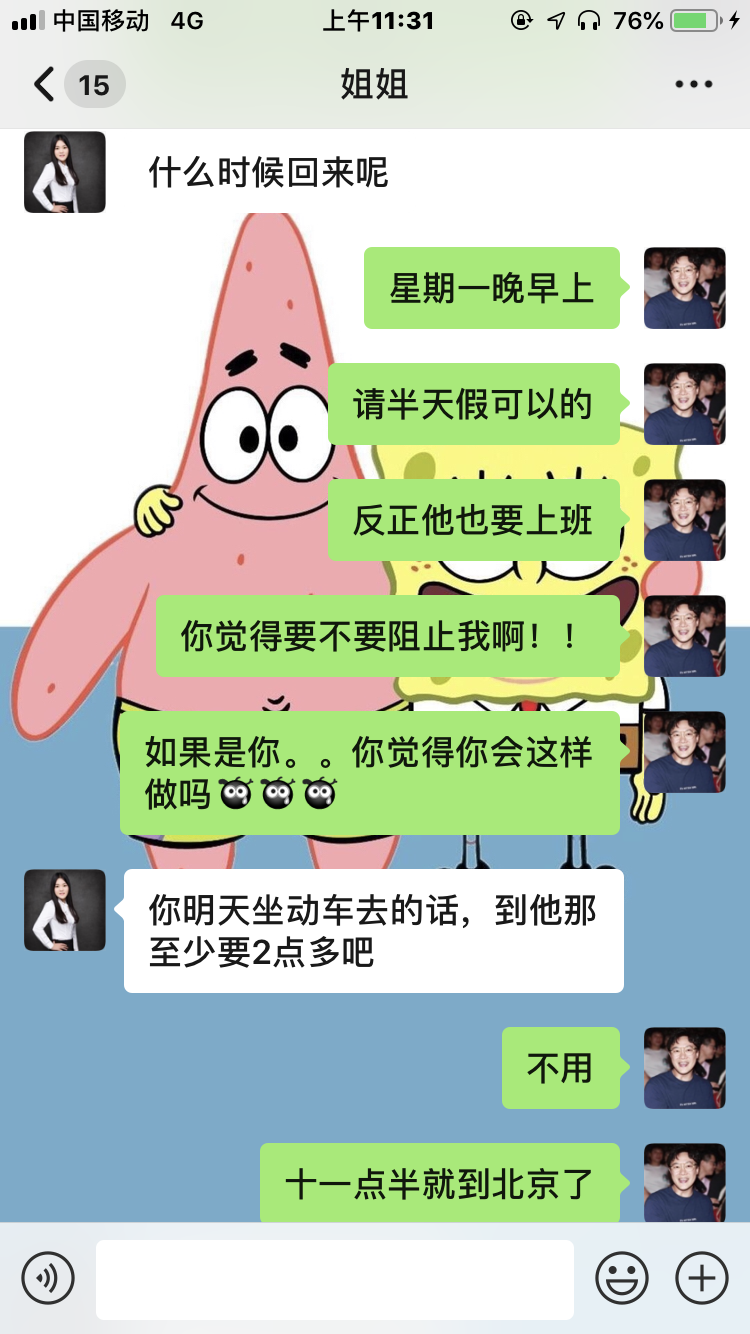 中国移动 4G 上午11:31 76%
15 姐姐
什么时候回来呢
星期一晚早上
请半天假可以的
反正他也要上班
你觉得要不要阻止我啊！！
如果是你。。你觉得你会这样
做吗
你明天坐动车去的话，到他那
至少要2点多吧
不用
十一点半就到北京了